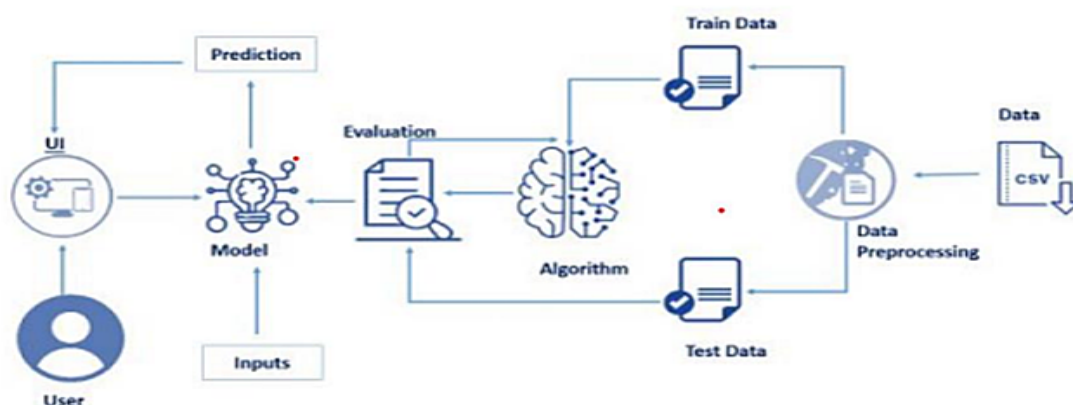 Train Data
Prediction
Evaluation
Data
UI
CSV
Model
Data
Preprocessing
Algorithm
Inputs
Test Data
User